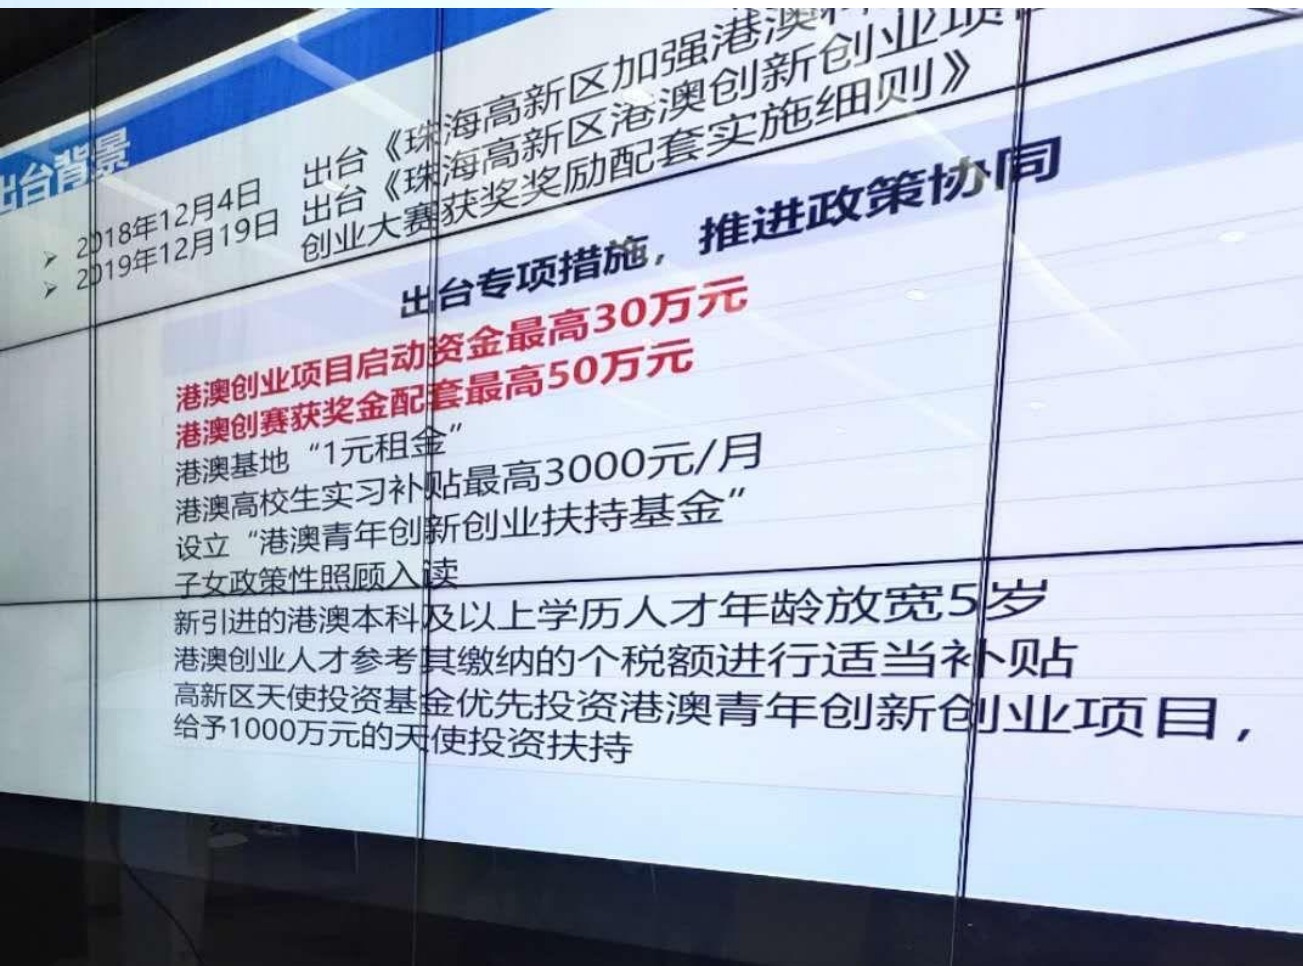 出台背景
➢ 2018年12月4日 出台《珠海高新区加强港澳科
➢ 2019年12月19日 出台《珠海高新区港澳创新创业项
创业大赛获奖奖励配套实施细则》
出台专项措施，推进政策协同
港澳创业项目启动资金最高30万元
港澳创赛获奖金配套最高50万元
港澳基地“1元租金”
港澳高校生实习补贴最高3000元/月
设立“港澳青年创新创业扶持基金”
子女政策性照顾入读
新引进的港澳本科及以上学历人才年龄放宽5岁
港澳创业人才参考其缴纳的个税额进行适当补贴
高新区天使投资基金优先投资港澳青年创新创业项目，
给予1000万元的天使投资扶持